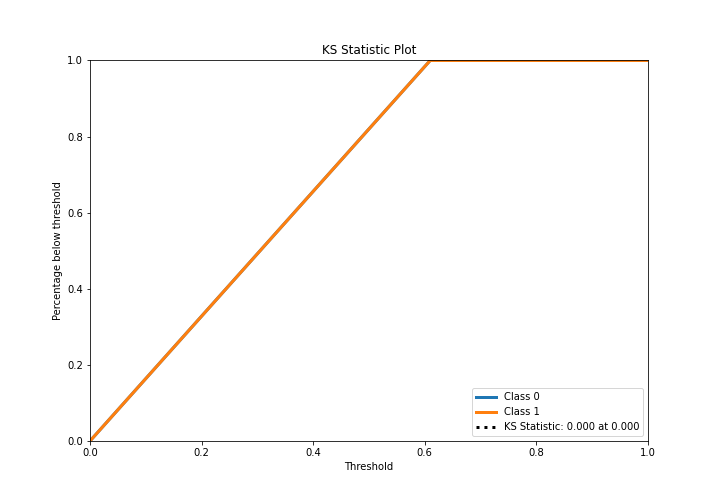 KS Statistic Plot
1.0
0.8
0.6
0.4
0.2
0.0
Percentage below threshold
Class 0
Class 1
KS Statistic: 0.000 at 0.000
0.0 0.2 0.4 0.6 0.8 1.0
Threshold